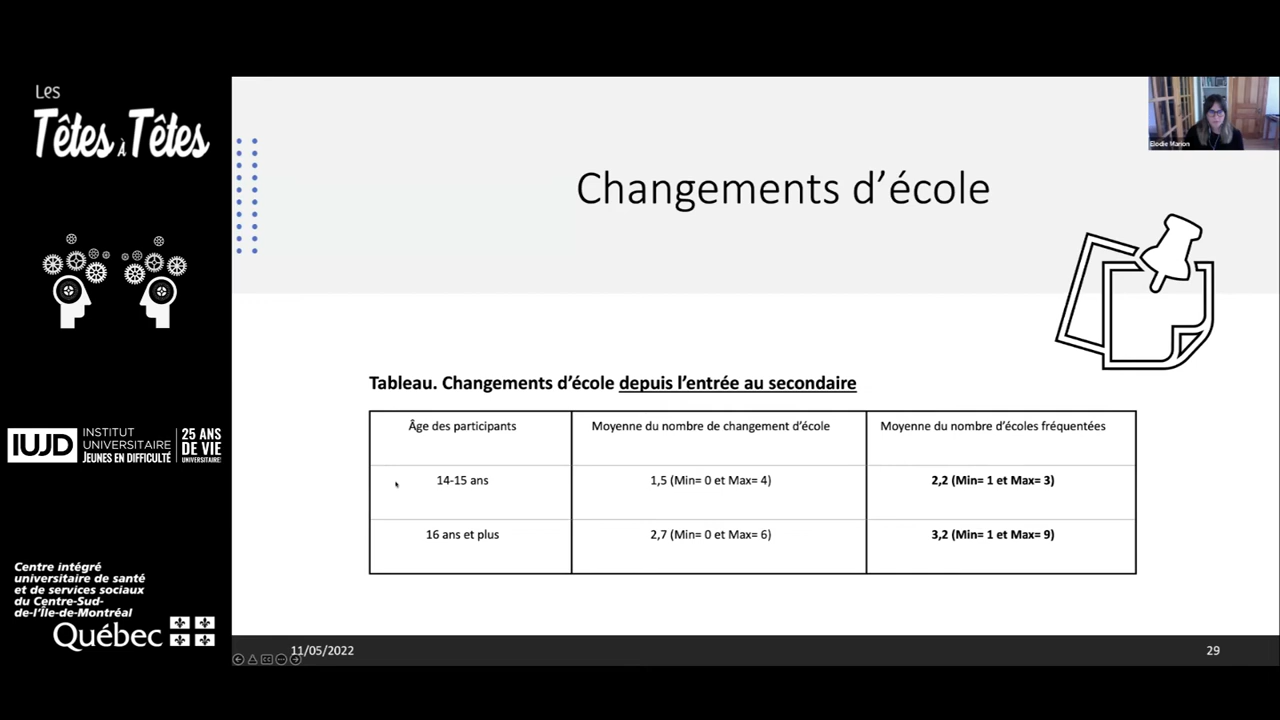 Les
Têtes à Têtes
IUJD
INSTITUT
UNIVERSITAIRE
JEUNES EN DIFFICULTÉ
25 ANS
DE VIE
UNIVERSITAIRE!
Centre intégré
universitaire de santé
et de services sociaux
du Centre-Sud-
de-l'Île-de-Montréal
Québec
Elodie Marion
Changements d'école
Tableau. Changements d'école depuis l'entrée au secondaire
Âge des participants
Moyenne du nombre de changement d'école
Moyenne du nombre d'écoles fréquentées
14-15 ans
1,5 (Min= 0 et Max= 4)
2,2 (Min= 1 et Max= 3)
16 ans et plus
2,7 (Min= 0 et Max= 6)
3,2 (Min= 1 et Max= 9)
11/05/2022
29